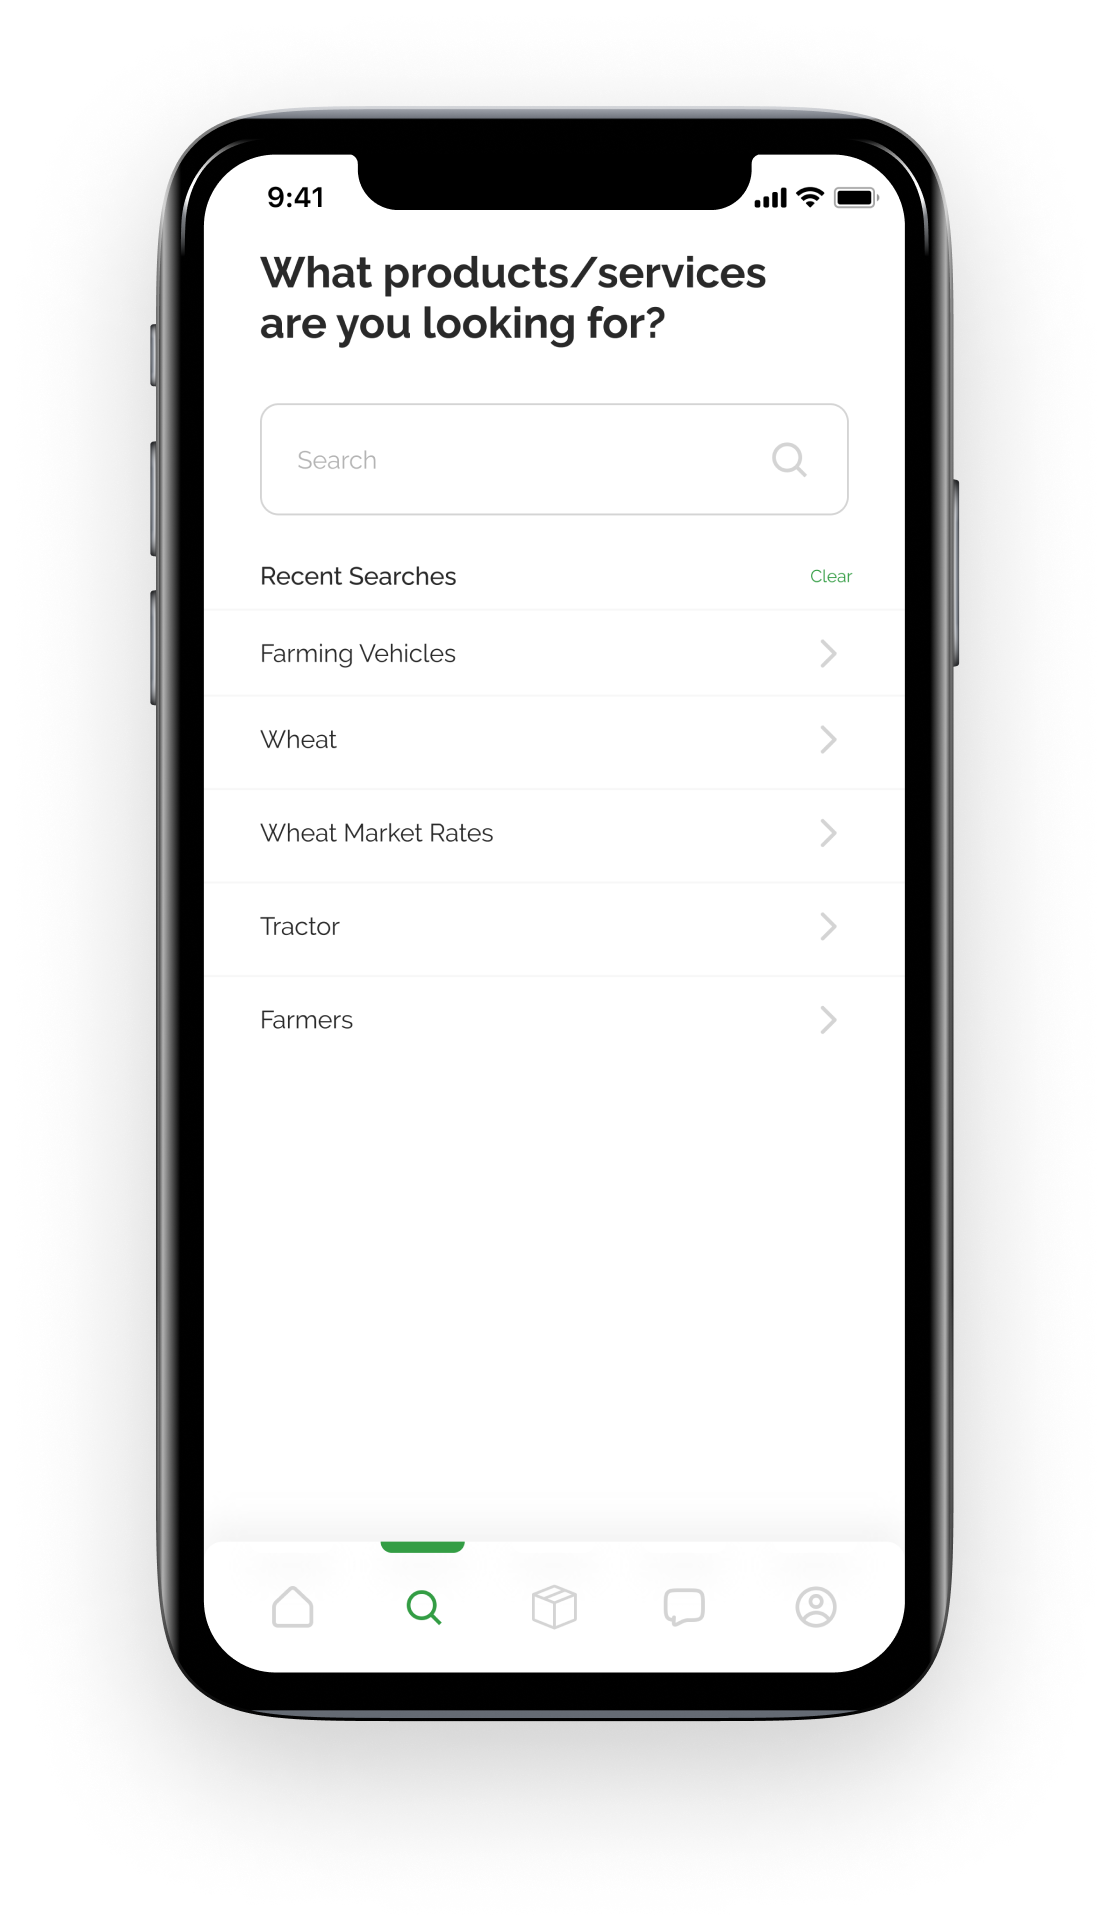 9:41
What products/services
are you looking for?
Search
Recent Searches
Clear
Farming Vehicles
Wheat
Wheat Market Rates
Tractor
Farmers